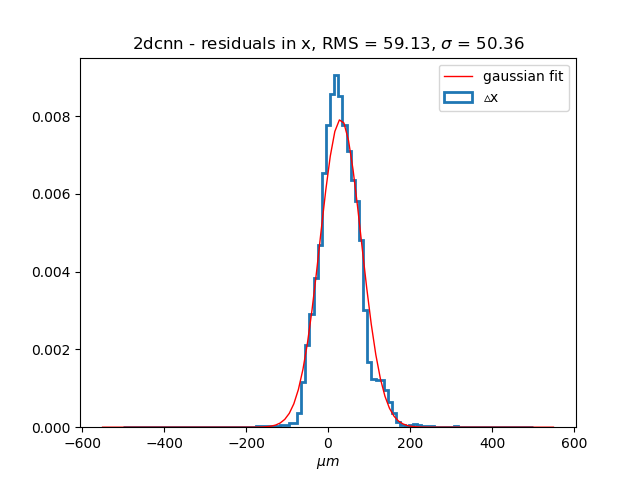 2dcnn - residuals in x, RMS = 59.13, σ = 50.36
gaussian fit
△x
0.008
0.006
0.004
0.002
0.000
−600 −400 −200 0 200 400 600
μm